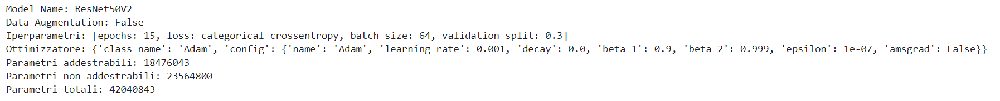 Model Name: ResNet50V2
Data Augmentation: False
Iperparametri: [epochs: 15, loss: categorical_crossentropy, batch_size: 64, validation_split: 0.3]
Ottimizzatore: {'class_name': 'Adam', 'config': {'name': 'Adam', 'learning_rate': 0.001, 'decay': 0.0, 'beta_1': 0.9, 'beta_2': 0.999, 'epsilon': 1e-07, 'amsgrad': False}}
Parametri addestrabili: 18476043
Parametri non addestrabili: 23564800
Parametri totali: 42040843